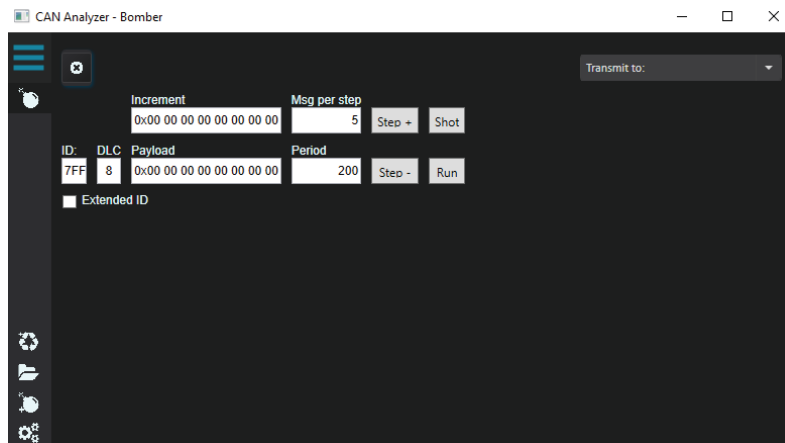 CAN Analyzer - Bomber
Transmit to:
Increment Msg per step
0x00 00 00 00 00 00 00 00 5 Step + Shot
ID: DLC Payload Period
7FF 8 0x00 00 00 00 00 00 00 00 200 Step - Run
Extended ID